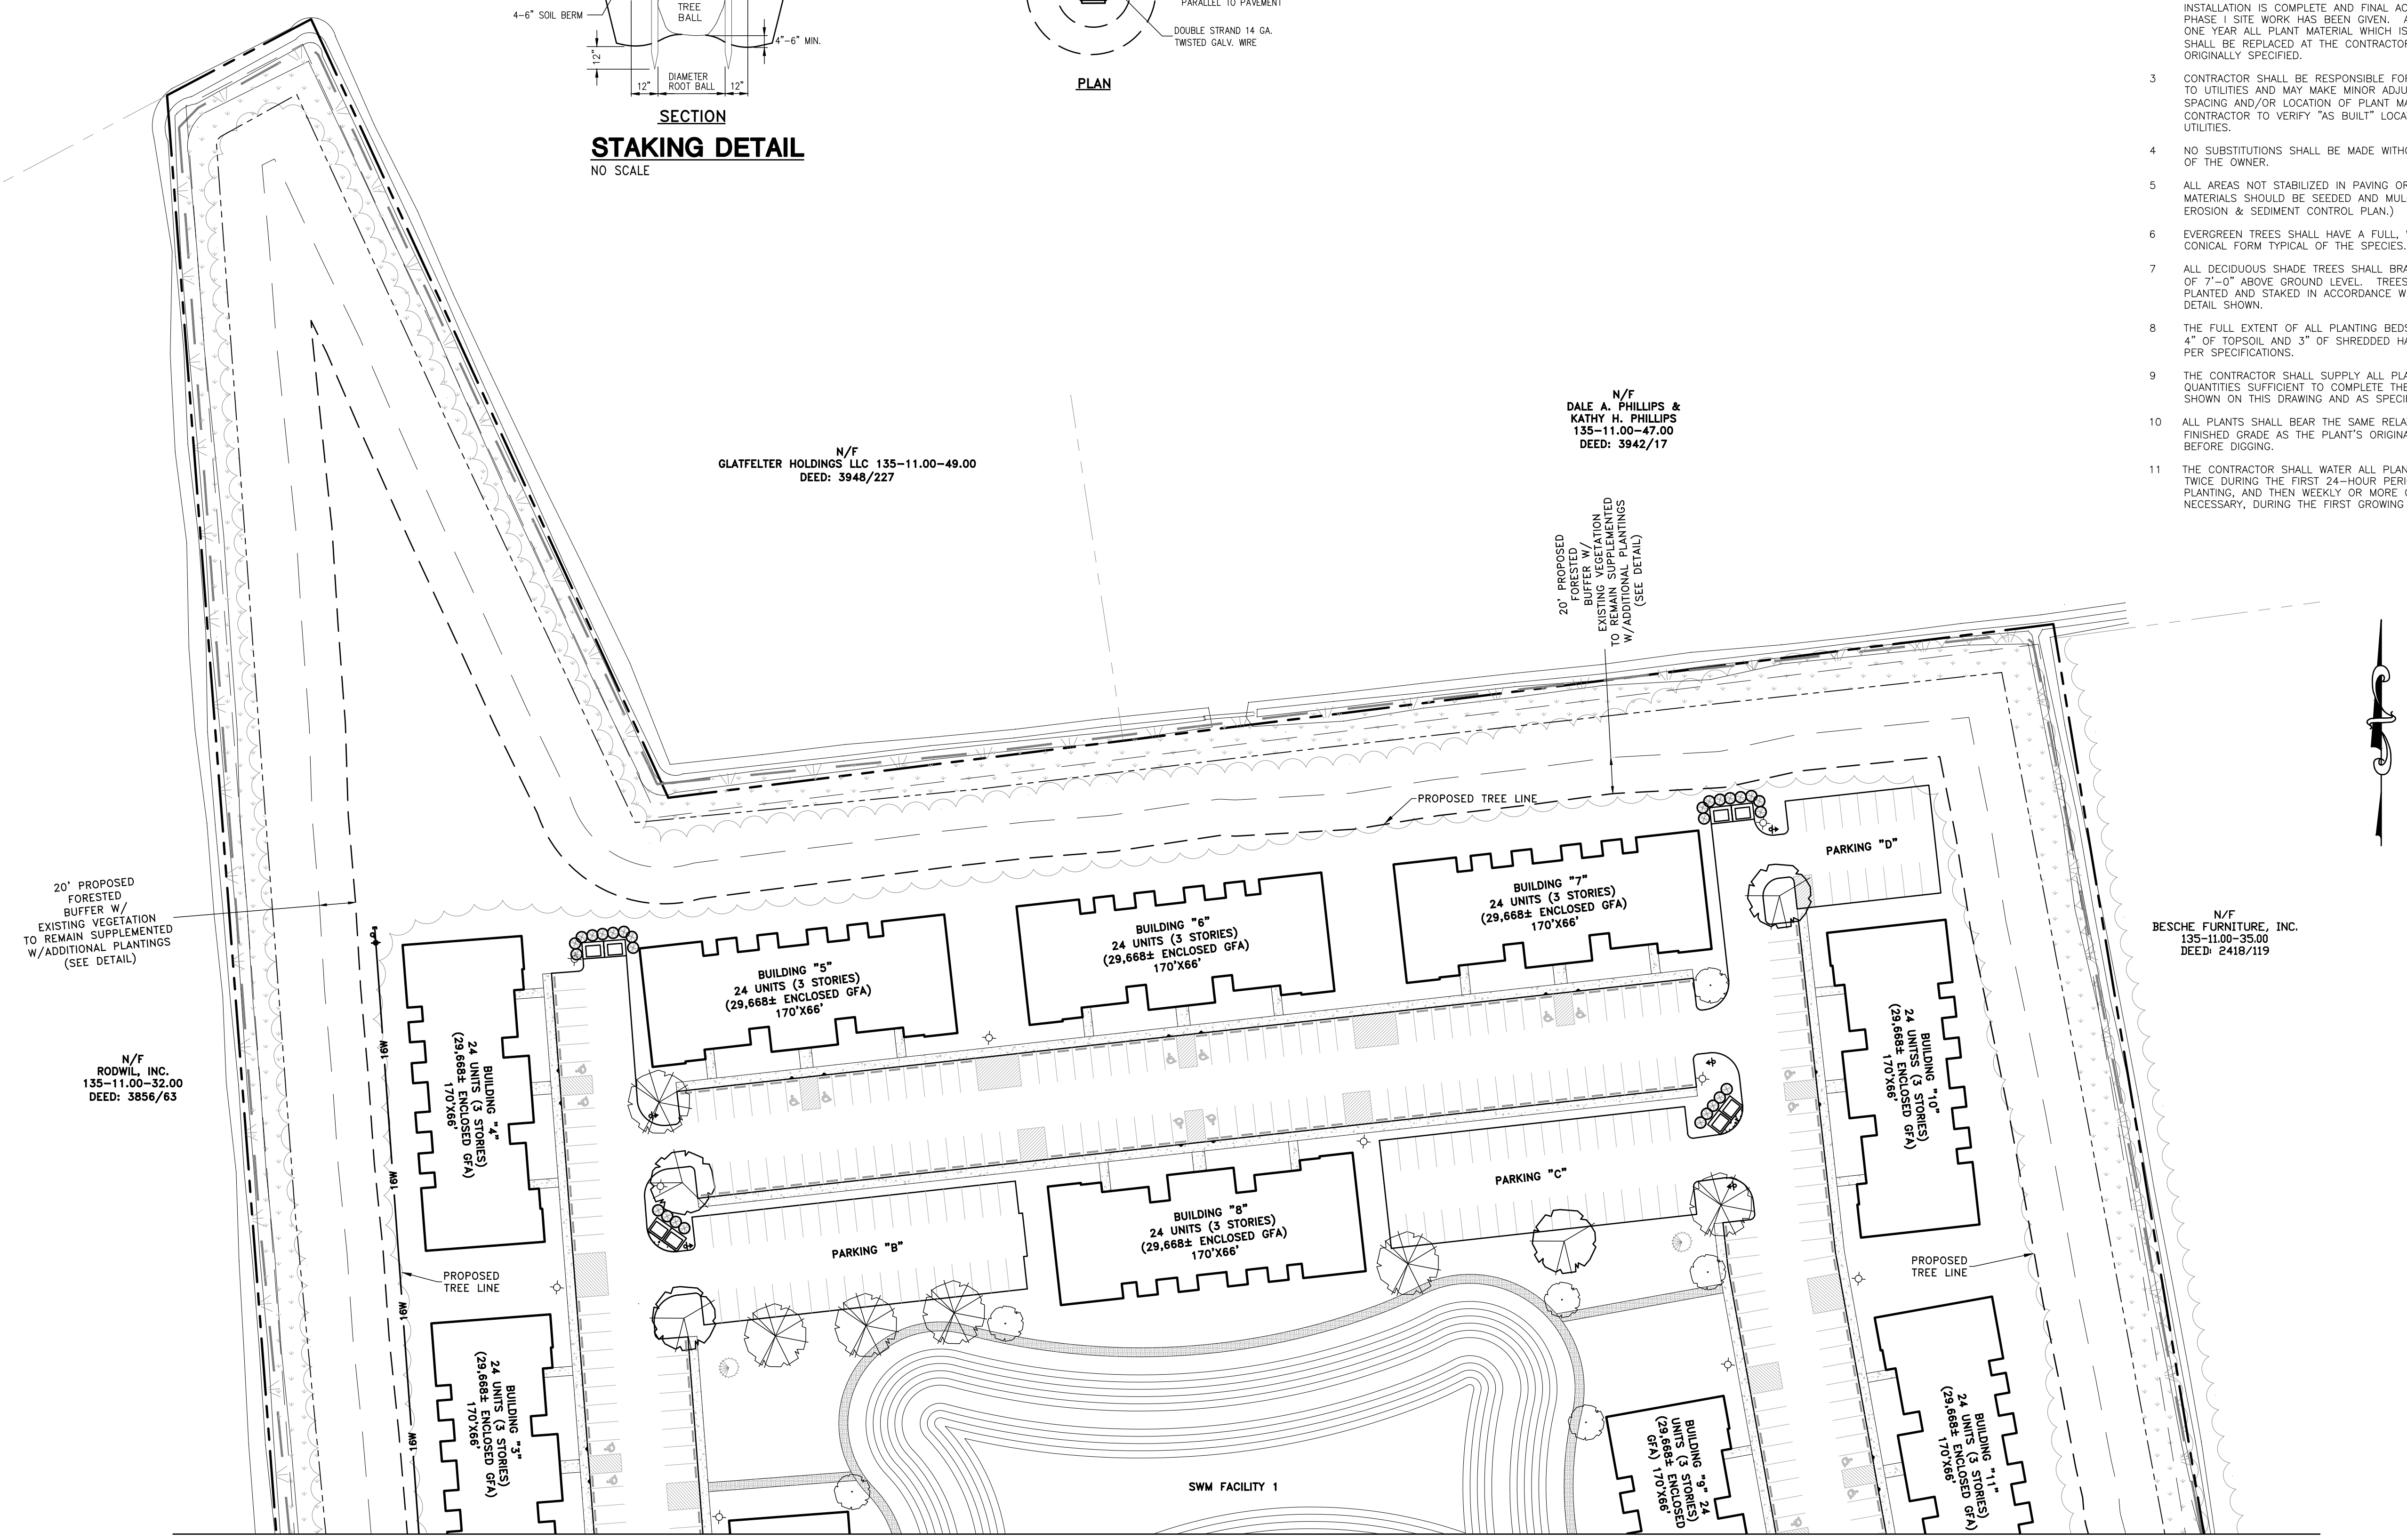 4-6" SOIL BERM
TREE
BALL
4"-6" MIN.
12"
12"
DIAMETER
ROOT BALL
12"
SECTION
STAKING DETAIL
NO SCALE
PARALLEL TO PAVEMENT
DOUBLE STRAND 14 GA.
TWISTED GALV. WIRE
PLAN
INSTALLATION IS COMPLETE AND FINAL AC
PHASE I SITE WORK HAS BEEN GIVEN. A
ONE YEAR ALL PLANT MATERIAL WHICH IS
SHALL BE REPLACED AT THE CONTRACTOR
ORIGINALLY SPECIFIED.
3 CONTRACTOR SHALL BE RESPONSIBLE FOR
TO UTILITIES AND MAY MAKE MINOR ADJU
SPACING AND/OR LOCATION OF PLANT MA
CONTRACTOR TO VERIFY "AS BUILT" LOCA
UTILITIES.
4 NO SUBSTITUTIONS SHALL BE MADE WITHO
OF THE OWNER.
5 ALL AREAS NOT STABILIZED IN PAVING OR
MATERIALS SHOULD BE SEEDED AND MUL
EROSION & SEDIMENT CONTROL PLAN.)
6 EVERGREEN TREES SHALL HAVE A FULL,
CONICAL FORM TYPICAL OF THE SPECIES.
7 ALL DECIDUOUS SHADE TREES SHALL BRA
OF 7'-0" ABOVE GROUND LEVEL. TREES
PLANTED AND STAKED IN ACCORDANCE W
DETAIL SHOWN.
8 THE FULL EXTENT OF ALL PLANTING BEDS
4" OF TOPSOIL AND 3" OF SHREDDED HA
PER SPECIFICATIONS.
9 THE CONTRACTOR SHALL SUPPLY ALL PLA
QUANTITIES SUFFICIENT TO COMPLETE THE
SHOWN ON THIS DRAWING AND AS SPECIF
10 ALL PLANTS SHALL BEAR THE SAME RELAT
FINISHED GRADE AS THE PLANT'S ORIGINA
BEFORE DIGGING.
11 THE CONTRACTOR SHALL WATER ALL PLAN
TWICE DURING THE FIRST 24-HOUR PERI
PLANTING, AND THEN WEEKLY OR MORE O
NECESSARY, DURING THE FIRST GROWING
N/F
GLATFELTER HOLDINGS LLC 135-11.00-49.00
DEED: 3948/227
N/F
DALE A. PHILLIPS &
KATHY H. PHILLIPS
135-11.00-47.00
DEED: 3942/17
20' PROPOSED
FORESTED
BUFFER W/
EXISTING VEGETATION
TO REMAIN SUPPLEMENTED
W/ADDITIONAL PLANTINGS
(SEE DETAIL)
PROPOSED TREE LINE
20' PROPOSED
FORESTED
BUFFER W/
EXISTING VEGETATION
TO REMAIN SUPPLEMENTED
W/ADDITIONAL PLANTINGS
(SEE DETAIL)
N/F
RODWIL, INC.
135-11.00-32.00
DEED: 3856/63
N/F
BESCHE FURNITURE, INC.
135-11.00-35.00
DEED: 2418/119
BUILDING "5"
24 UNITS (3 STORIES)
(29,668± ENCLOSED GFA)
170'X66'
BUILDING "6"
24 UNITS (3 STORIES)
(29,668± ENCLOSED GFA)
170'X66'
BUILDING "7"
24 UNITS (3 STORIES)
(29,668± ENCLOSED GFA)
170'X66'
PARKING "D"
BUILDING "4"
24 UNITS (3 STORIES)
(29,668± ENCLOSED GFA)
170'X66'
16W
16W
16W
16W
BUILDING "10"
24 UNITSS (3 STORIES)
(29,668± ENCLOSED GFA)
170'X66'
PARKING "B"
BUILDING "8"
24 UNITS (3 STORIES)
(29,668± ENCLOSED GFA)
170'X66'
PARKING "C"
PROPOSED
TREE LINE
PROPOSED
TREE LINE
BUILDING "3"
24 UNITS (3 STORIES)
(29,668± ENCLOSED GFA)
170'X66'
SWM FACILITY 1
BUILDING "9" 24
UNITS (3 STORIES)
(29,668± ENCLOSED
GFA) 170'X66'
BUILDING "11"
24 UNITS (3 STORIES)
(29,668± ENCLOSED GFA)
170'X66'